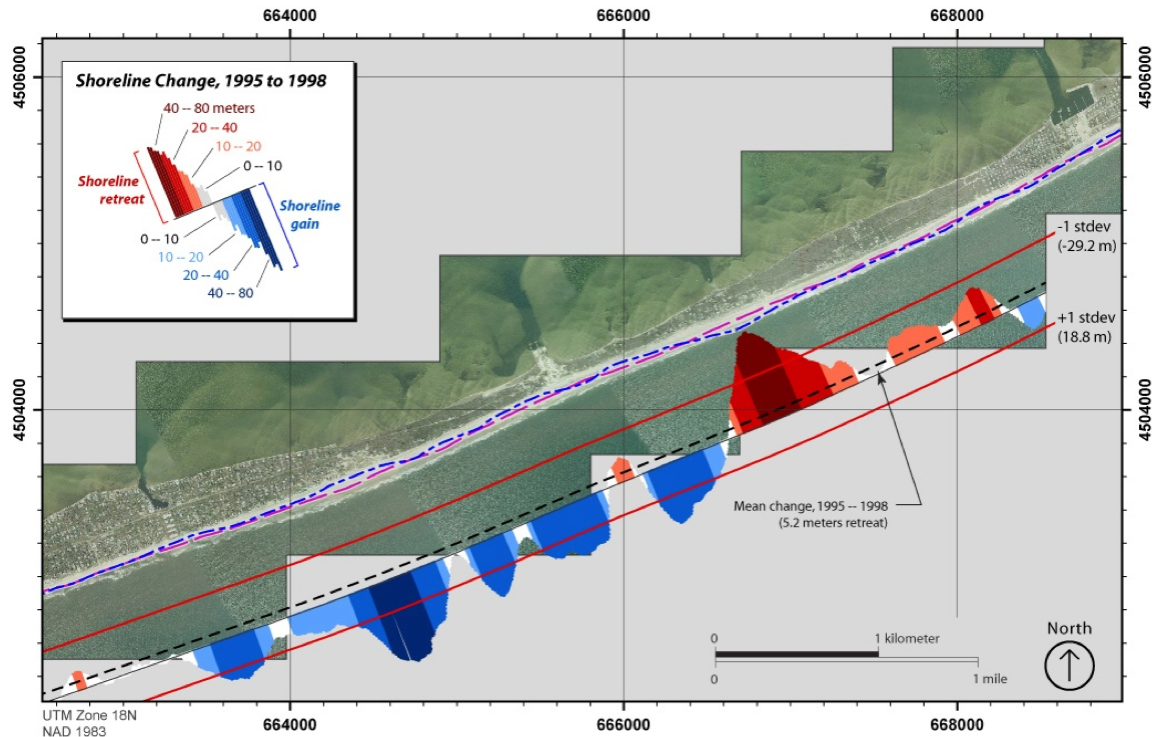 664000
666000
668000
4506000
4506000
Shoreline Change, 1995 to 1998
40 -- 80 meters
20 -- 40
10 -- 20
0 -- 10
Shoreline
retreat
Shoreline
gain
0 -- 10
10 -- 20
20 -- 40
40 -- 80
-1 stdev
(-29.2 m)
+1 stdev
(18.8 m)
4504000
4504000
Mean change, 1995 -- 1998
(5.2 meters retreat)
0
1 kilometer
0
1 mile
North
UTM Zone 18N
NAD 1983
664000
666000
668000